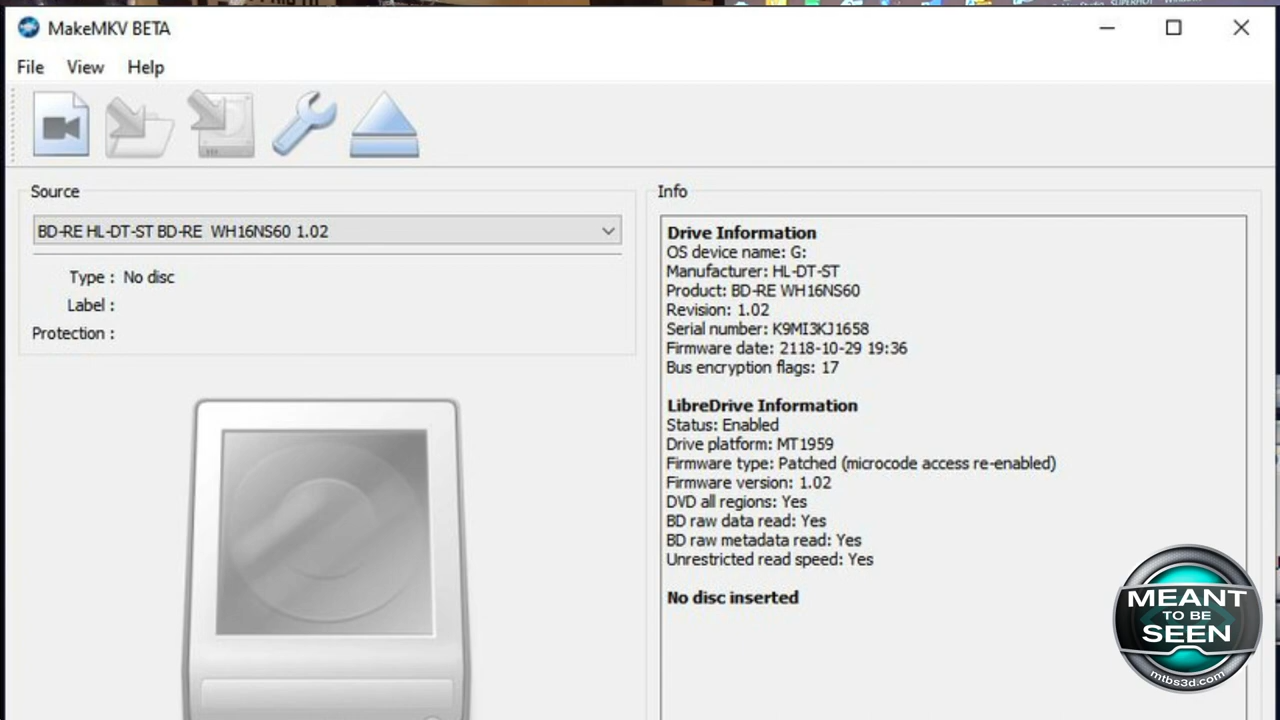 MakeMKV BETA
File View Help
Source
BD-RE HL-DT-ST BD-RE  WH16NS60 1.02
Type : No disc
Label :
Protection :
Info
Drive Information
OS device name: G:
Manufacturer: HL-DT-ST
Product: BD-RE WH16NS60
Revision: 1.02
Serial number: K9MI3KJ1658
Firmware date: 2118-10-29 19:36
Bus encryption flags: 17
LibreDrive Information
Status: Enabled
Drive platform: MT1959
Firmware type: Patched (microcode access re-enabled)
Firmware version: 1.02
DVD all regions: Yes
BD raw data read: Yes
BD raw metadata read: Yes
Unrestricted read speed: Yes
No disc inserted
MEANT
TO BE
SEEN
mtbs3d.com